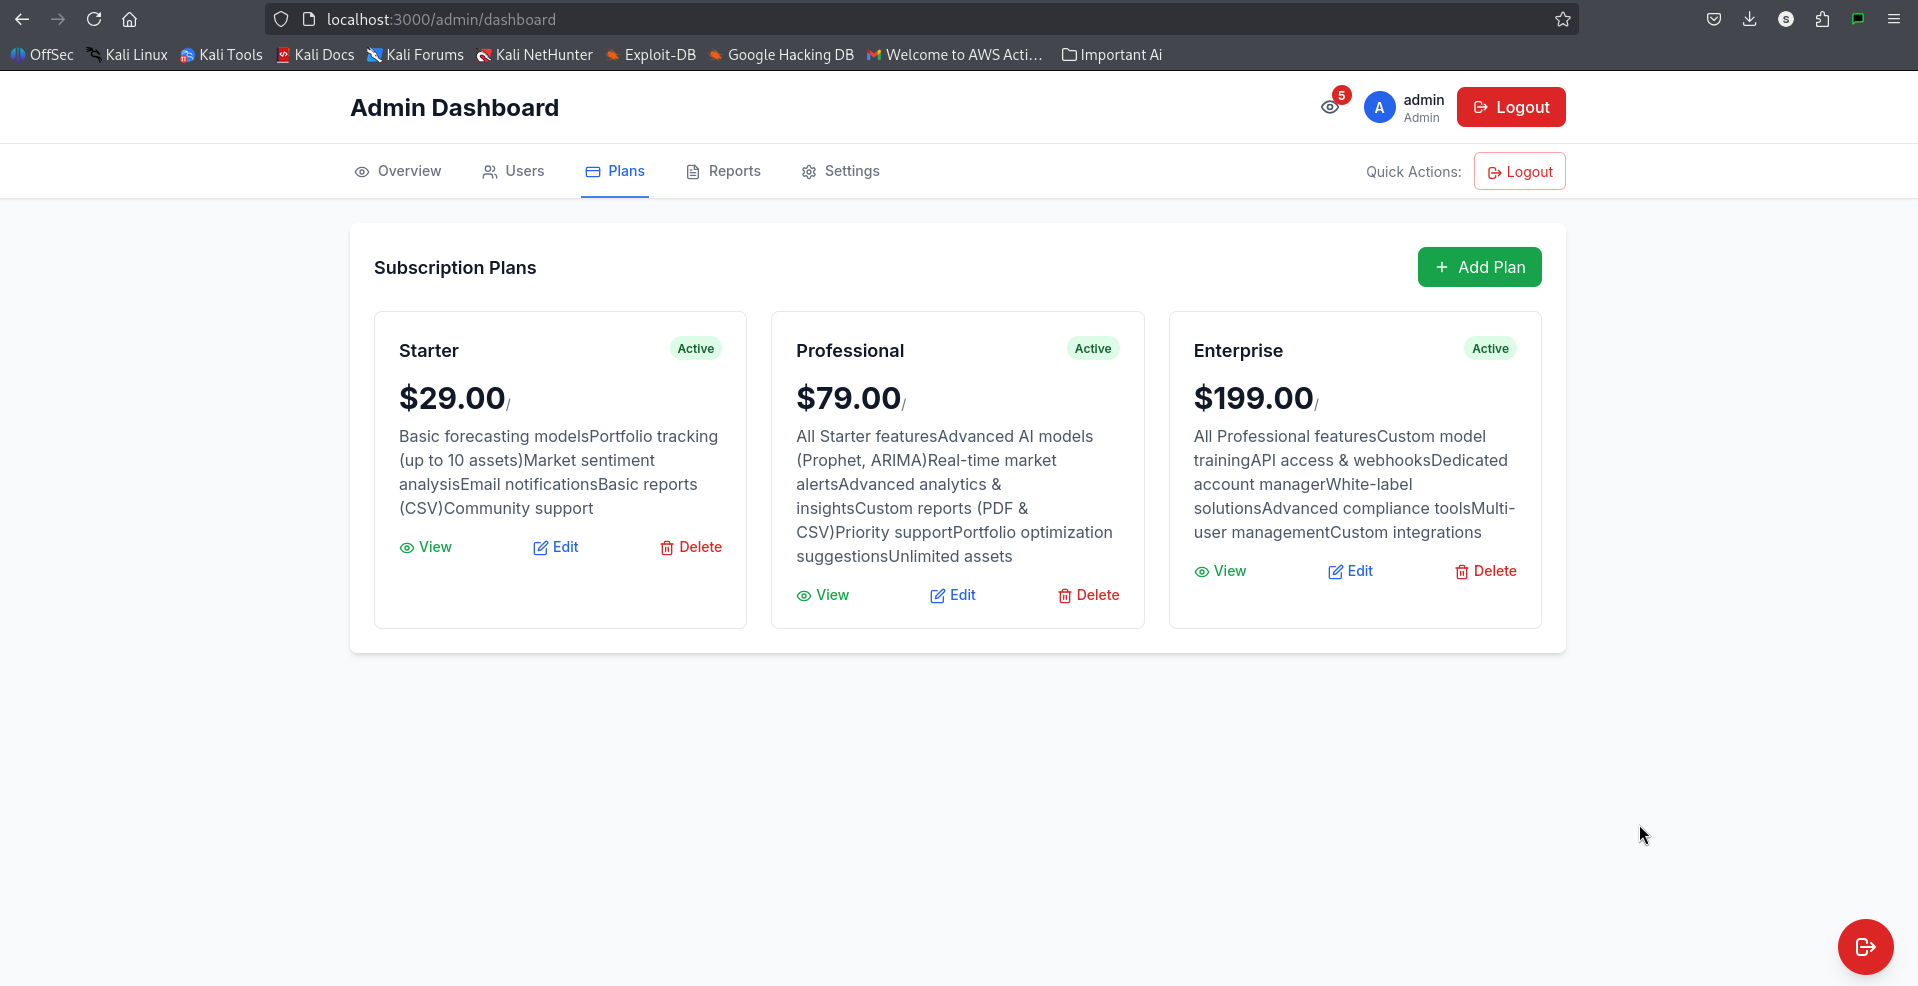 localhost:3000/admin/dashboard
S
OffSec Kali Linux Kali Tools Kali Docs Kali Forums Kali NetHunter Exploit-DB Google Hacking DB Welcome to AWS Acti… Important Ai
Admin Dashboard
5
A
admin
Admin
Logout
Overview Users Plans Reports Settings
Quick Actions: Logout
Subscription Plans
+ Add Plan
Starter
Active
$29.00/
Basic forecasting modelsPortfolio tracking
(up to 10 assets)Market sentiment
analysisEmail notificationsBasic reports
(CSV)Community support
View Edit Delete
Professional
Active
$79.00/
All Starter featuresAdvanced AI models
(Prophet, ARIMA)Real-time market
alertsAdvanced analytics &
insightsCustom reports (PDF &
CSV)Priority supportPortfolio optimization
suggestionsUnlimited assets
View Edit Delete
Enterprise
Active
$199.00/
All Professional featuresCustom model
trainingAPI access & webhooksDedicated
account managerWhite-label
solutionsAdvanced compliance toolsMulti-
user managementCustom integrations
View Edit Delete